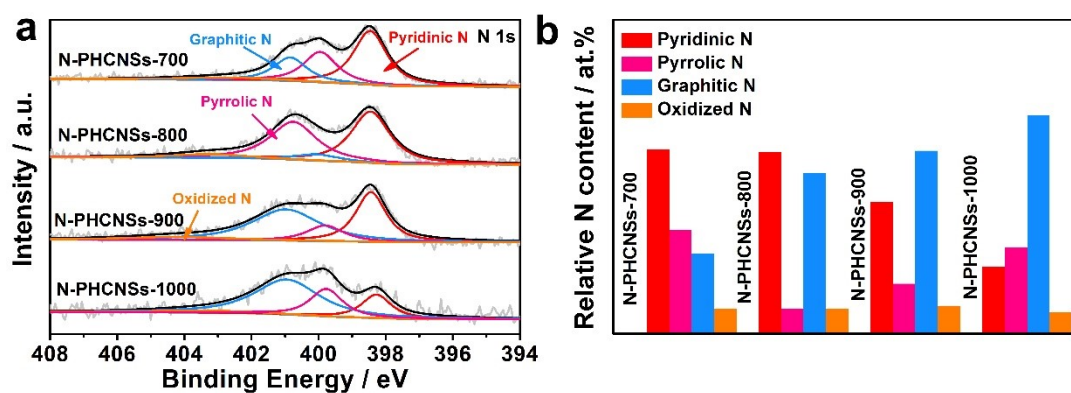 a
N 1s
N-PHCNSs-700
Graphitic N
Pyridinic N
N-PHCNSs-800
Pyrrolic N
N-PHCNSs-900
Oxidized N
N-PHCNSs-1000
Intensity / a.u.
408 406 404 402 400 398 396 394
Binding Energy / eV
b
Pyridinic N
Pyrrolic N
Graphitic N
Oxidized N
Relative N content / at.%
N-PHCNSs-700
N-PHCNSs-800
N-PHCNSs-900
N-PHCNSs-1000